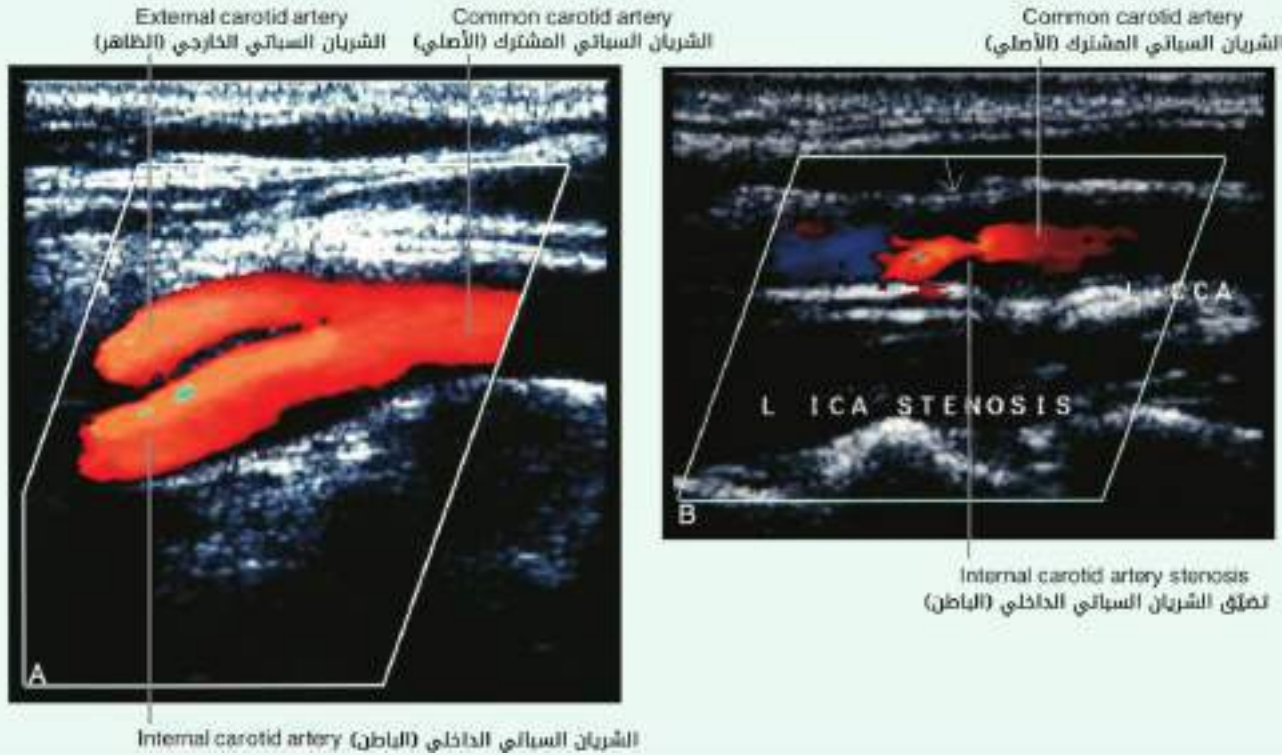 External carotid artery
الشريان السباتي الخارجي (الظاهر)
Common carotid artery
الشريان السباتي المشترك (الأصلي)
A
Internal carotid artery الشريان السباتي الداخلي (الباطن)
Common carotid artery
الشريان السباتي المشترك (الأصلي)
L CCA
L ICA STENOSIS
B
Internal carotid artery stenosis
تضيّق الشريان السباتي الداخلي (الباطن)